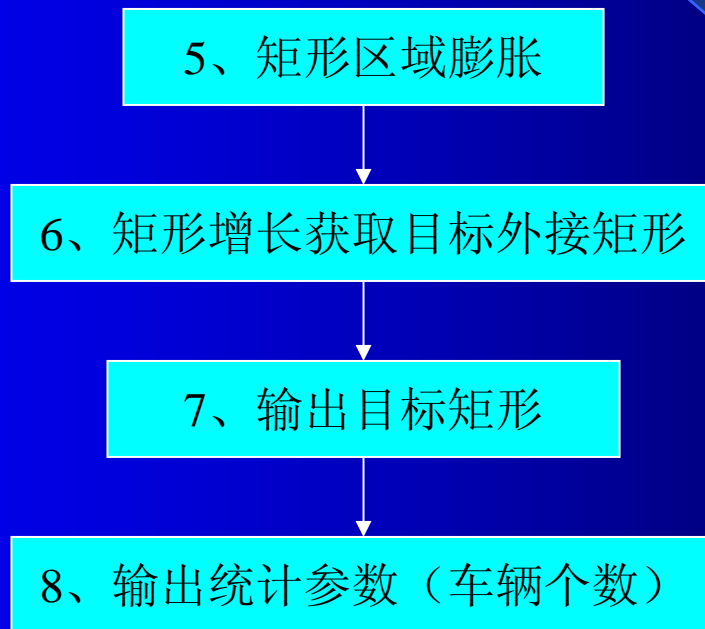 5、矩形区域膨胀
6、矩形增长获取目标外接矩形
7、输出目标矩形
8、输出统计参数（车辆个数）